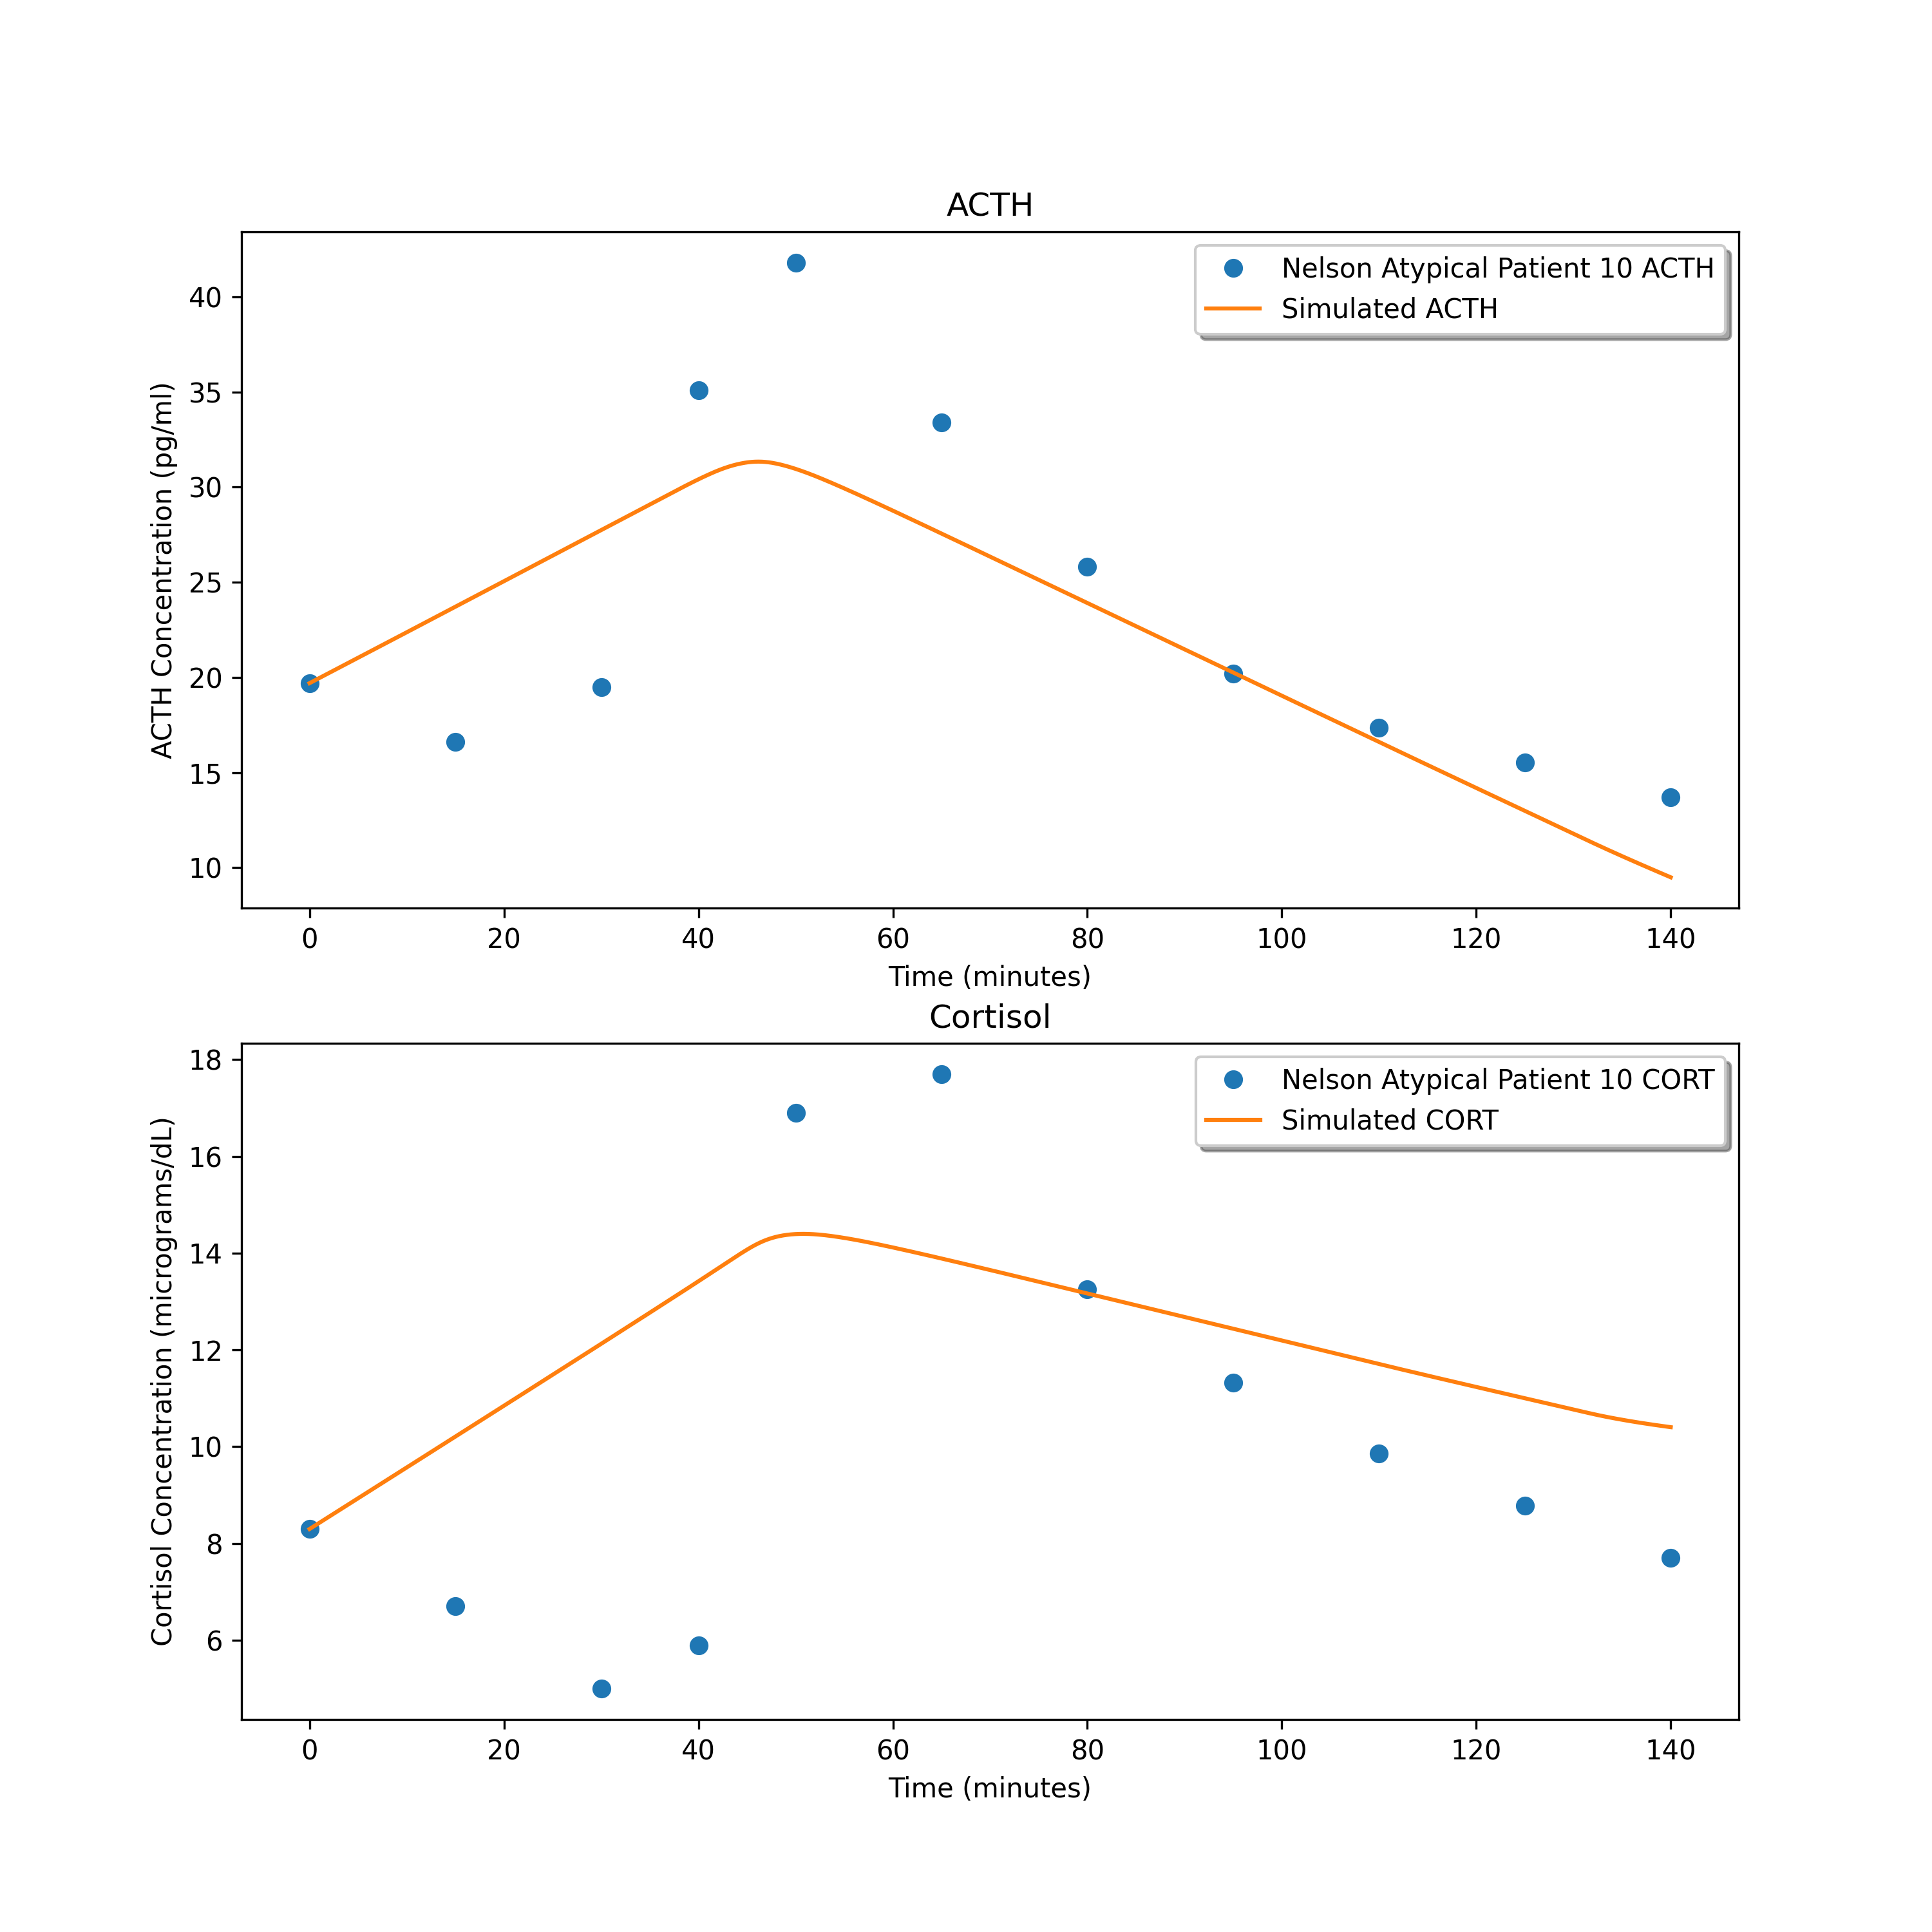 ACTH
Nelson Atypical Patient 10 ACTH
Simulated ACTH
ACTH Concentration (pg/ml)
40
35
30
25
20
15
10
0 20 40 60 80 100 120 140
Time (minutes)
Cortisol
Nelson Atypical Patient 10 CORT
Simulated CORT
Cortisol Concentration (micrograms/dL)
18
16
14
12
10
8
6
0 20 40 60 80 100 120 140
Time (minutes)